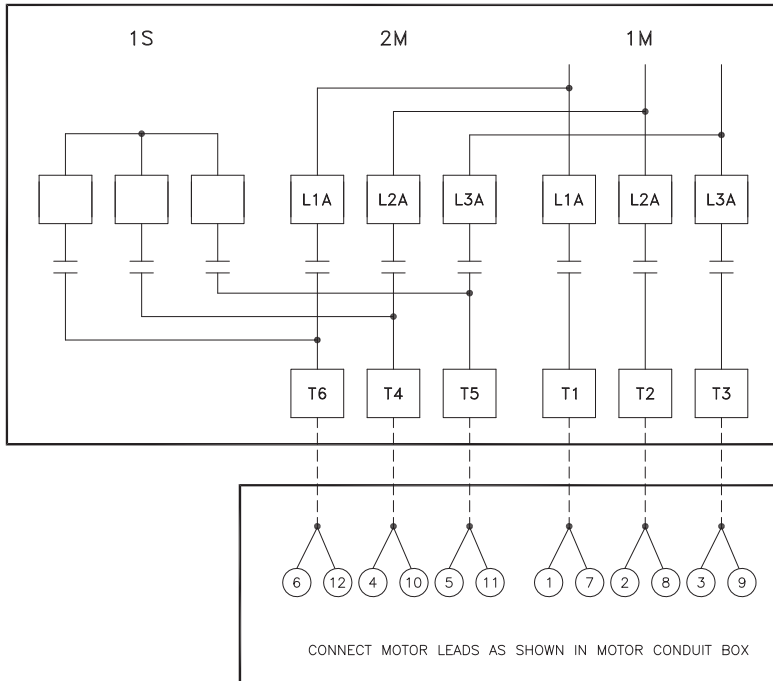 1S 2M 1M
L1A L2A L3A L1A L2A L3A
T6 T4 T5 T1 T2 T3
6 12 4 10 5 11 1 7 2 8 3 9
CONNECT MOTOR LEADS AS SHOWN IN MOTOR CONDUIT BOX